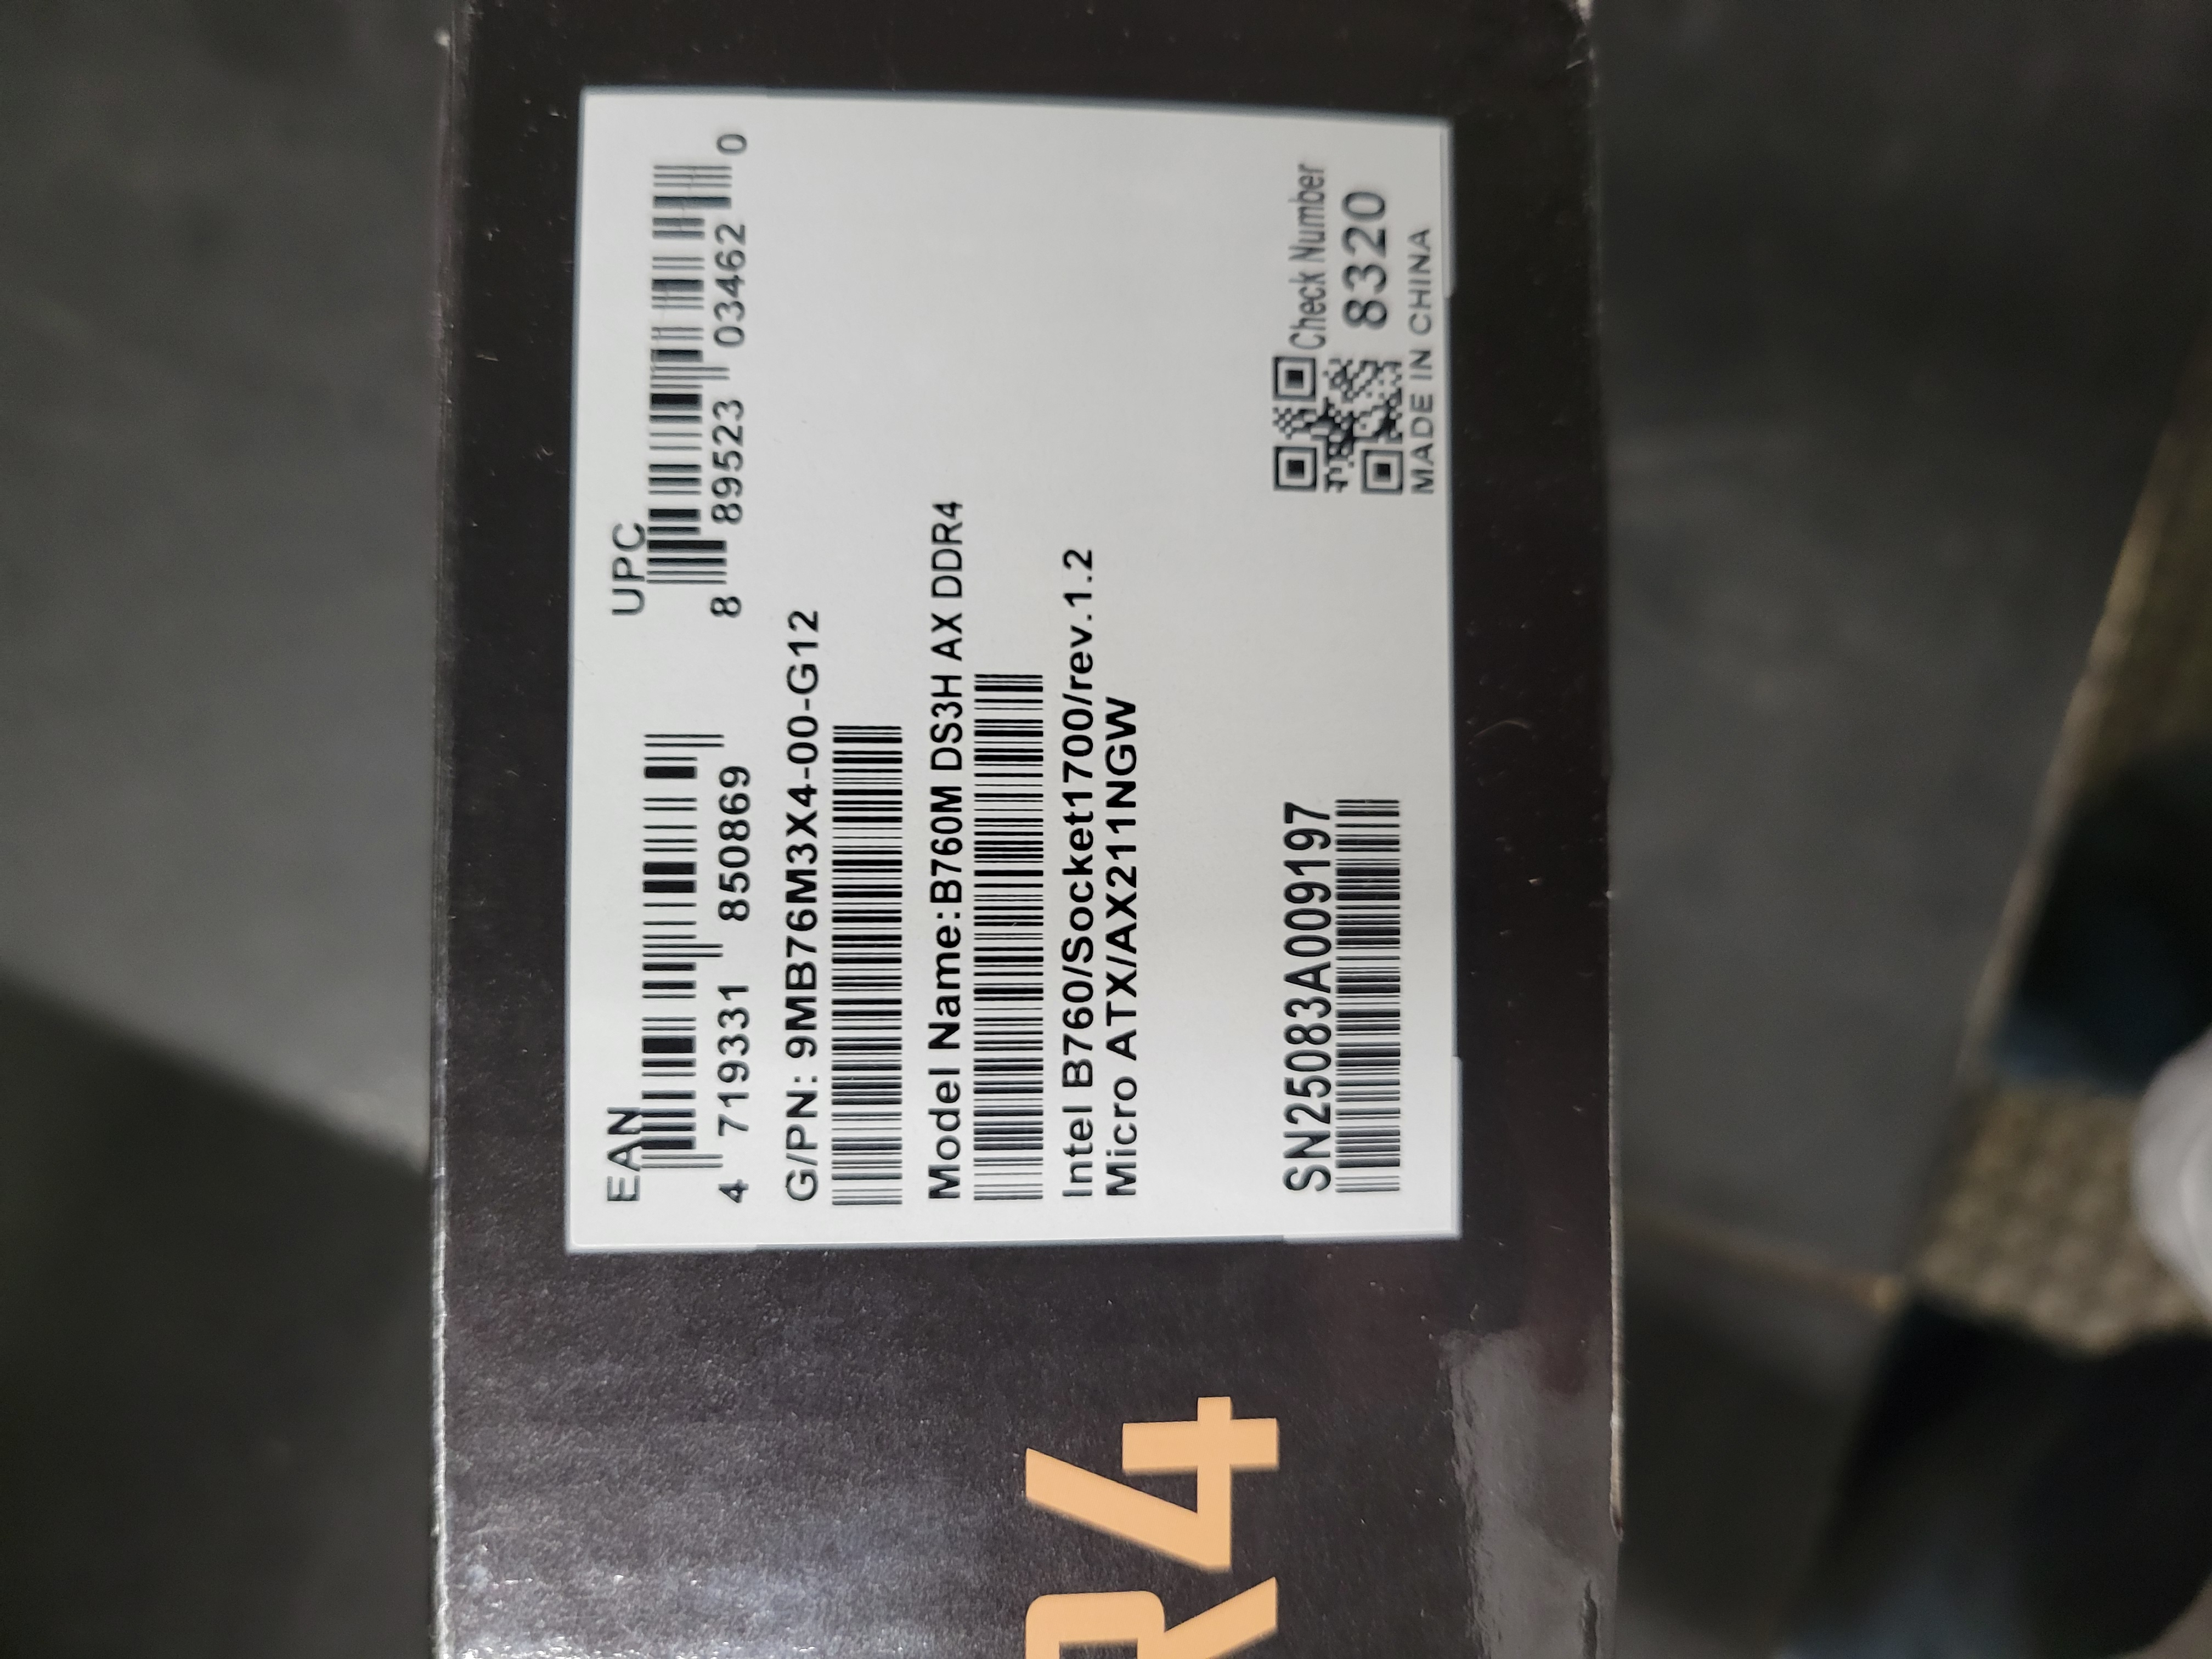 EAN
4 719331 850869
UPC
8 89523 03462 0
G/PN: 9MB76M3X4-00-G12
Model Name:B760M DS3H AX DDR4
Intel B760/Socket1700/rev.1.2
Micro ATX/AX211NGW
SN25083A009197
Check Number
8320
MADE IN CHINA
R4